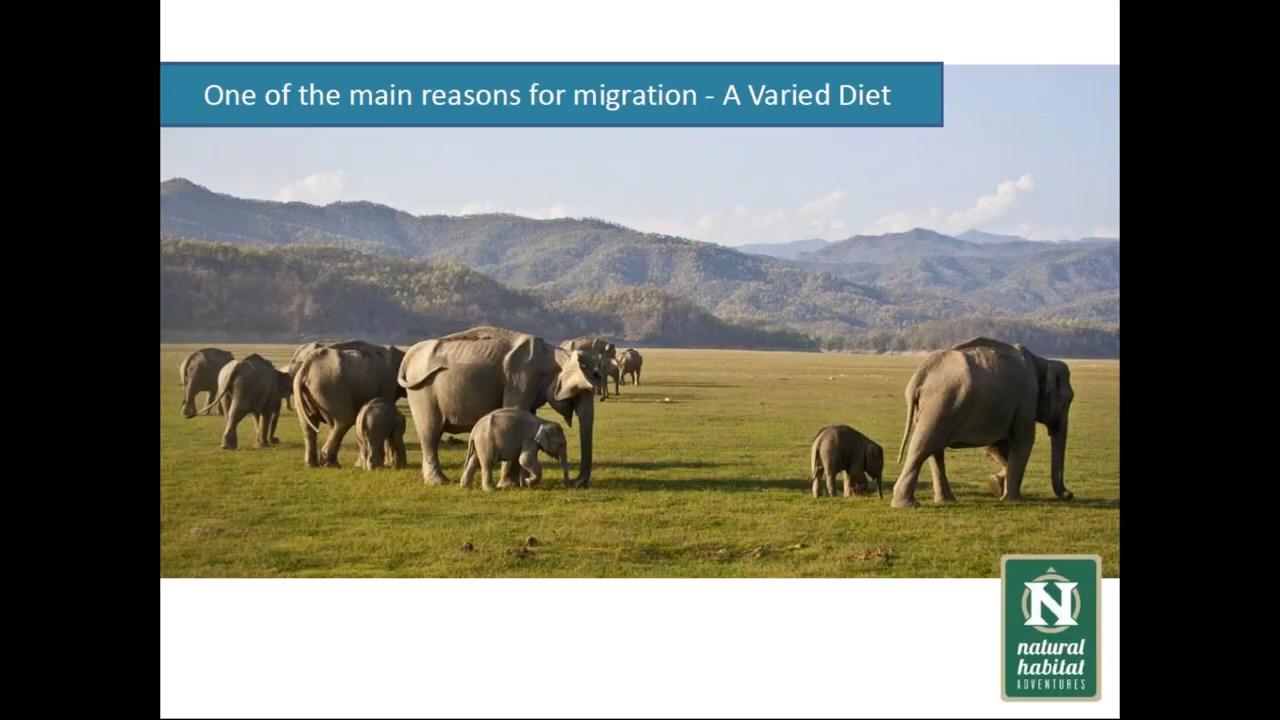 One of the main reasons for migration - A Varied Diet
N
natural
habitat
ADVENTURES